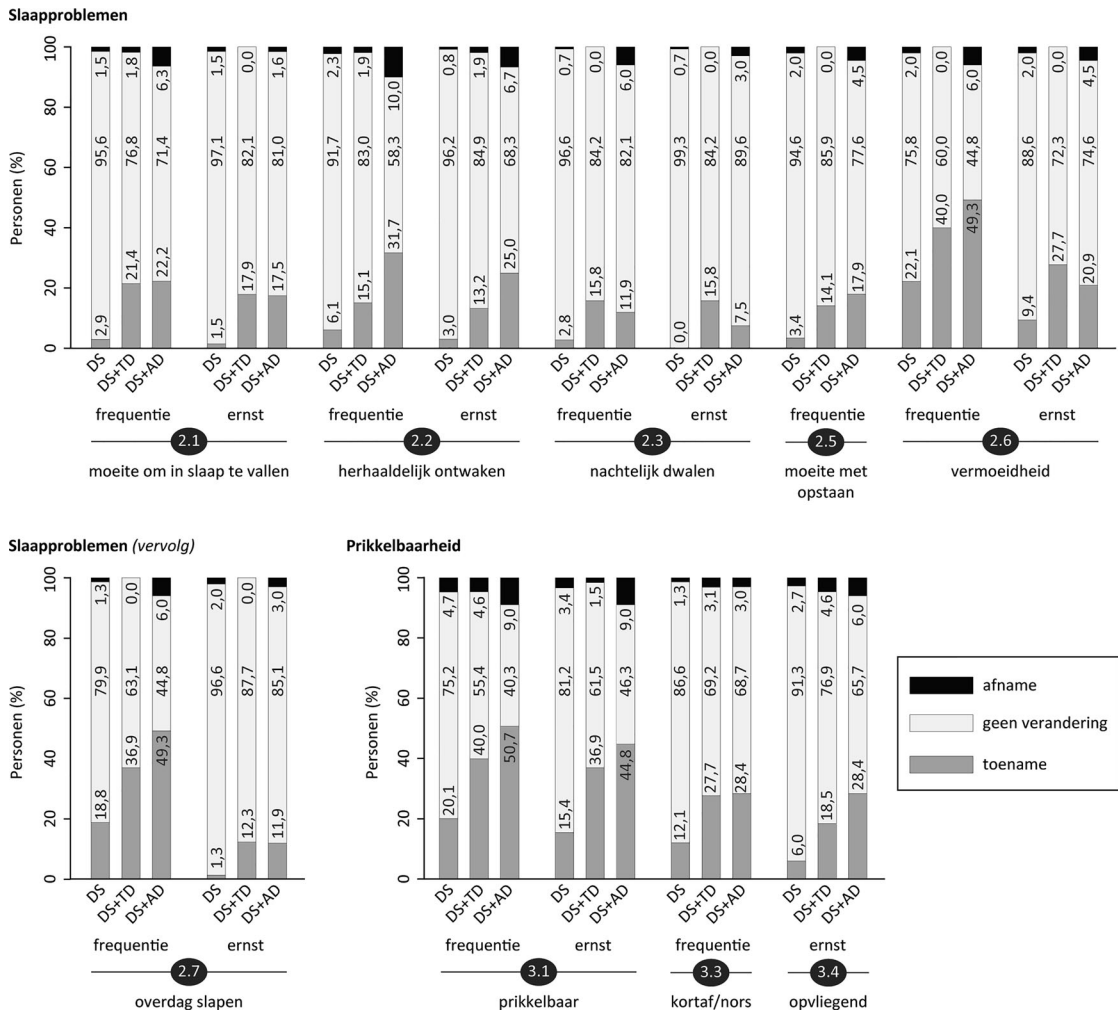 Slaapproblemen
Personen (%)
100
80
60
40
20
0
1,5 1,8 6,3 1,5 0,0 1,6 2,3 1,9 10,0 0,8 1,9 6,7 0,7 0,0 6,0 0,7 0,0 3,0 2,0 0,0 4,5 2,0 0,0 6,0 2,0 0,0 4,5
95,6 76,8 71,4 97,1 82,1 81,0 91,7 83,0 58,3 96,2 84,9 68,3 96,6 84,2 82,1 99,3 84,2 89,6 94,6 85,9 77,6 75,8 60,0 44,8 88,6 72,3 74,6
2,9 21,4 22,2 1,5 17,9 17,5 6,1 15,1 31,7 3,0 13,2 25,0 2,8 15,8 11,9 0,0 15,8 7,5 3,4 14,1 17,9 22,1 40,0 49,3 9,4 27,7 20,9
DS DS+TD DS+AD DS DS+TD DS+AD DS DS+TD DS+AD DS DS+TD DS+AD DS DS+TD DS+AD DS DS+TD DS+AD DS DS+TD DS+AD DS DS+TD DS+AD DS DS+TD DS+AD
frequentie ernst frequentie ernst frequentie ernst frequentie frequentie ernst
2.1 2.2 2.3 2.5 2.6
moeite om in slaap te vallen herhaaldelijk ontwaken nachtelijk dwalen moeite met vermoeidheid
opstaan
Slaapproblemen (vervolg)
Personen (%)
100
80
60
40
20
0
1,3 0,0 6,0 2,0 0,0 3,0
79,9 63,1 44,8 96,6 87,7 85,1
18,8 36,9 49,3 1,3 12,3 11,9
DS DS+TD DS+AD DS DS+TD DS+AD
frequentie ernst
2.7
overdag slapen
Prikkelbaarheid
Personen (%)
100
80
60
40
20
0
4,7 4,6 9,0 3,4 1,5 9,0 1,3 3,1 3,0 2,7 4,6 6,0
75,2 55,4 40,3 81,2 61,5 46,3 86,6 69,2 68,7 91,3 76,9 65,7
20,1 40,0 50,7 15,4 36,9 44,8 12,1 27,7 28,4 6,0 18,5 28,4
DS DS+TD DS+AD DS DS+TD DS+AD DS DS+TD DS+AD DS DS+TD DS+AD
frequentie ernst frequentie ernst
3.1 3.3 3.4
prikkelbaar kortaf/nors opvliegend
afname
geen verandering
toename